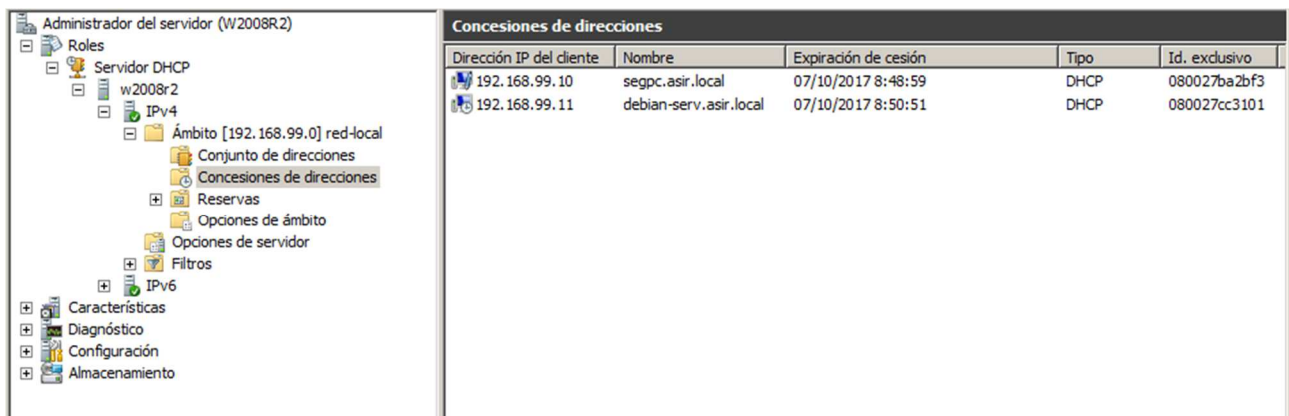 Administrador del servidor (W2008R2)
Roles
Servidor DHCP
w2008r2
IPv4
Ámbito [192.168.99.0] red-local
Conjunto de direcciones
Concesiones de direcciones
Reservas
Opciones de ámbito
Opciones de servidor
Filtros
IPv6
Características
Diagnóstico
Configuración
Almacenamiento
Concesiones de direcciones
Dirección IP del cliente Nombre Expiración de cesión Tipo Id. exclusivo
192.168.99.10 segpc.asir.local 07/10/2017 8:48:59 DHCP 080027ba2bf3
192.168.99.11 debian-serv.asir.local 07/10/2017 8:50:51 DHCP 080027cc3101